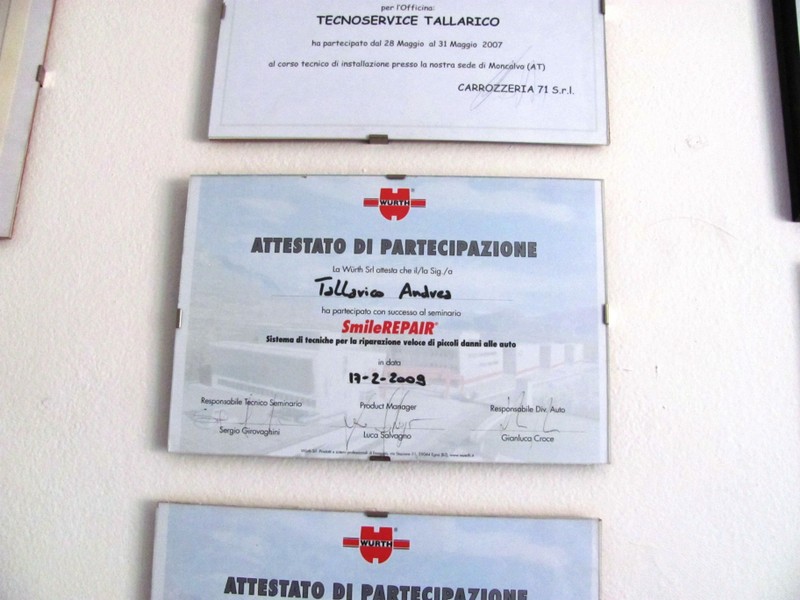 per l'Officina:
TECNOSERVICE TALLARICO
ha partecipato dal 28 Maggio al 31 Maggio 2007
al corso tecnico di installazione presso la nostra sede di Moncalvo (AT)
CARROZZERIA 71 S.r.l.
WÜRTH®
ATTESTATO DI PARTECIPAZIONE
La Würth Srl attesta che il/la Sig./a
Tallarico Andrea
ha partecipato con successo al seminario
SmileREPAIR®
Sistema di tecniche per la riparazione veloce di piccoli danni alle auto
in data
17-2-2009
Responsabile Tecnico Seminario Product Manager Responsabile Div. Auto
Sergio Girovaghini Luca Salvagno Gianluca Croce
WÜRTH®
ATTESTATO DI PARTECIPAZIONE